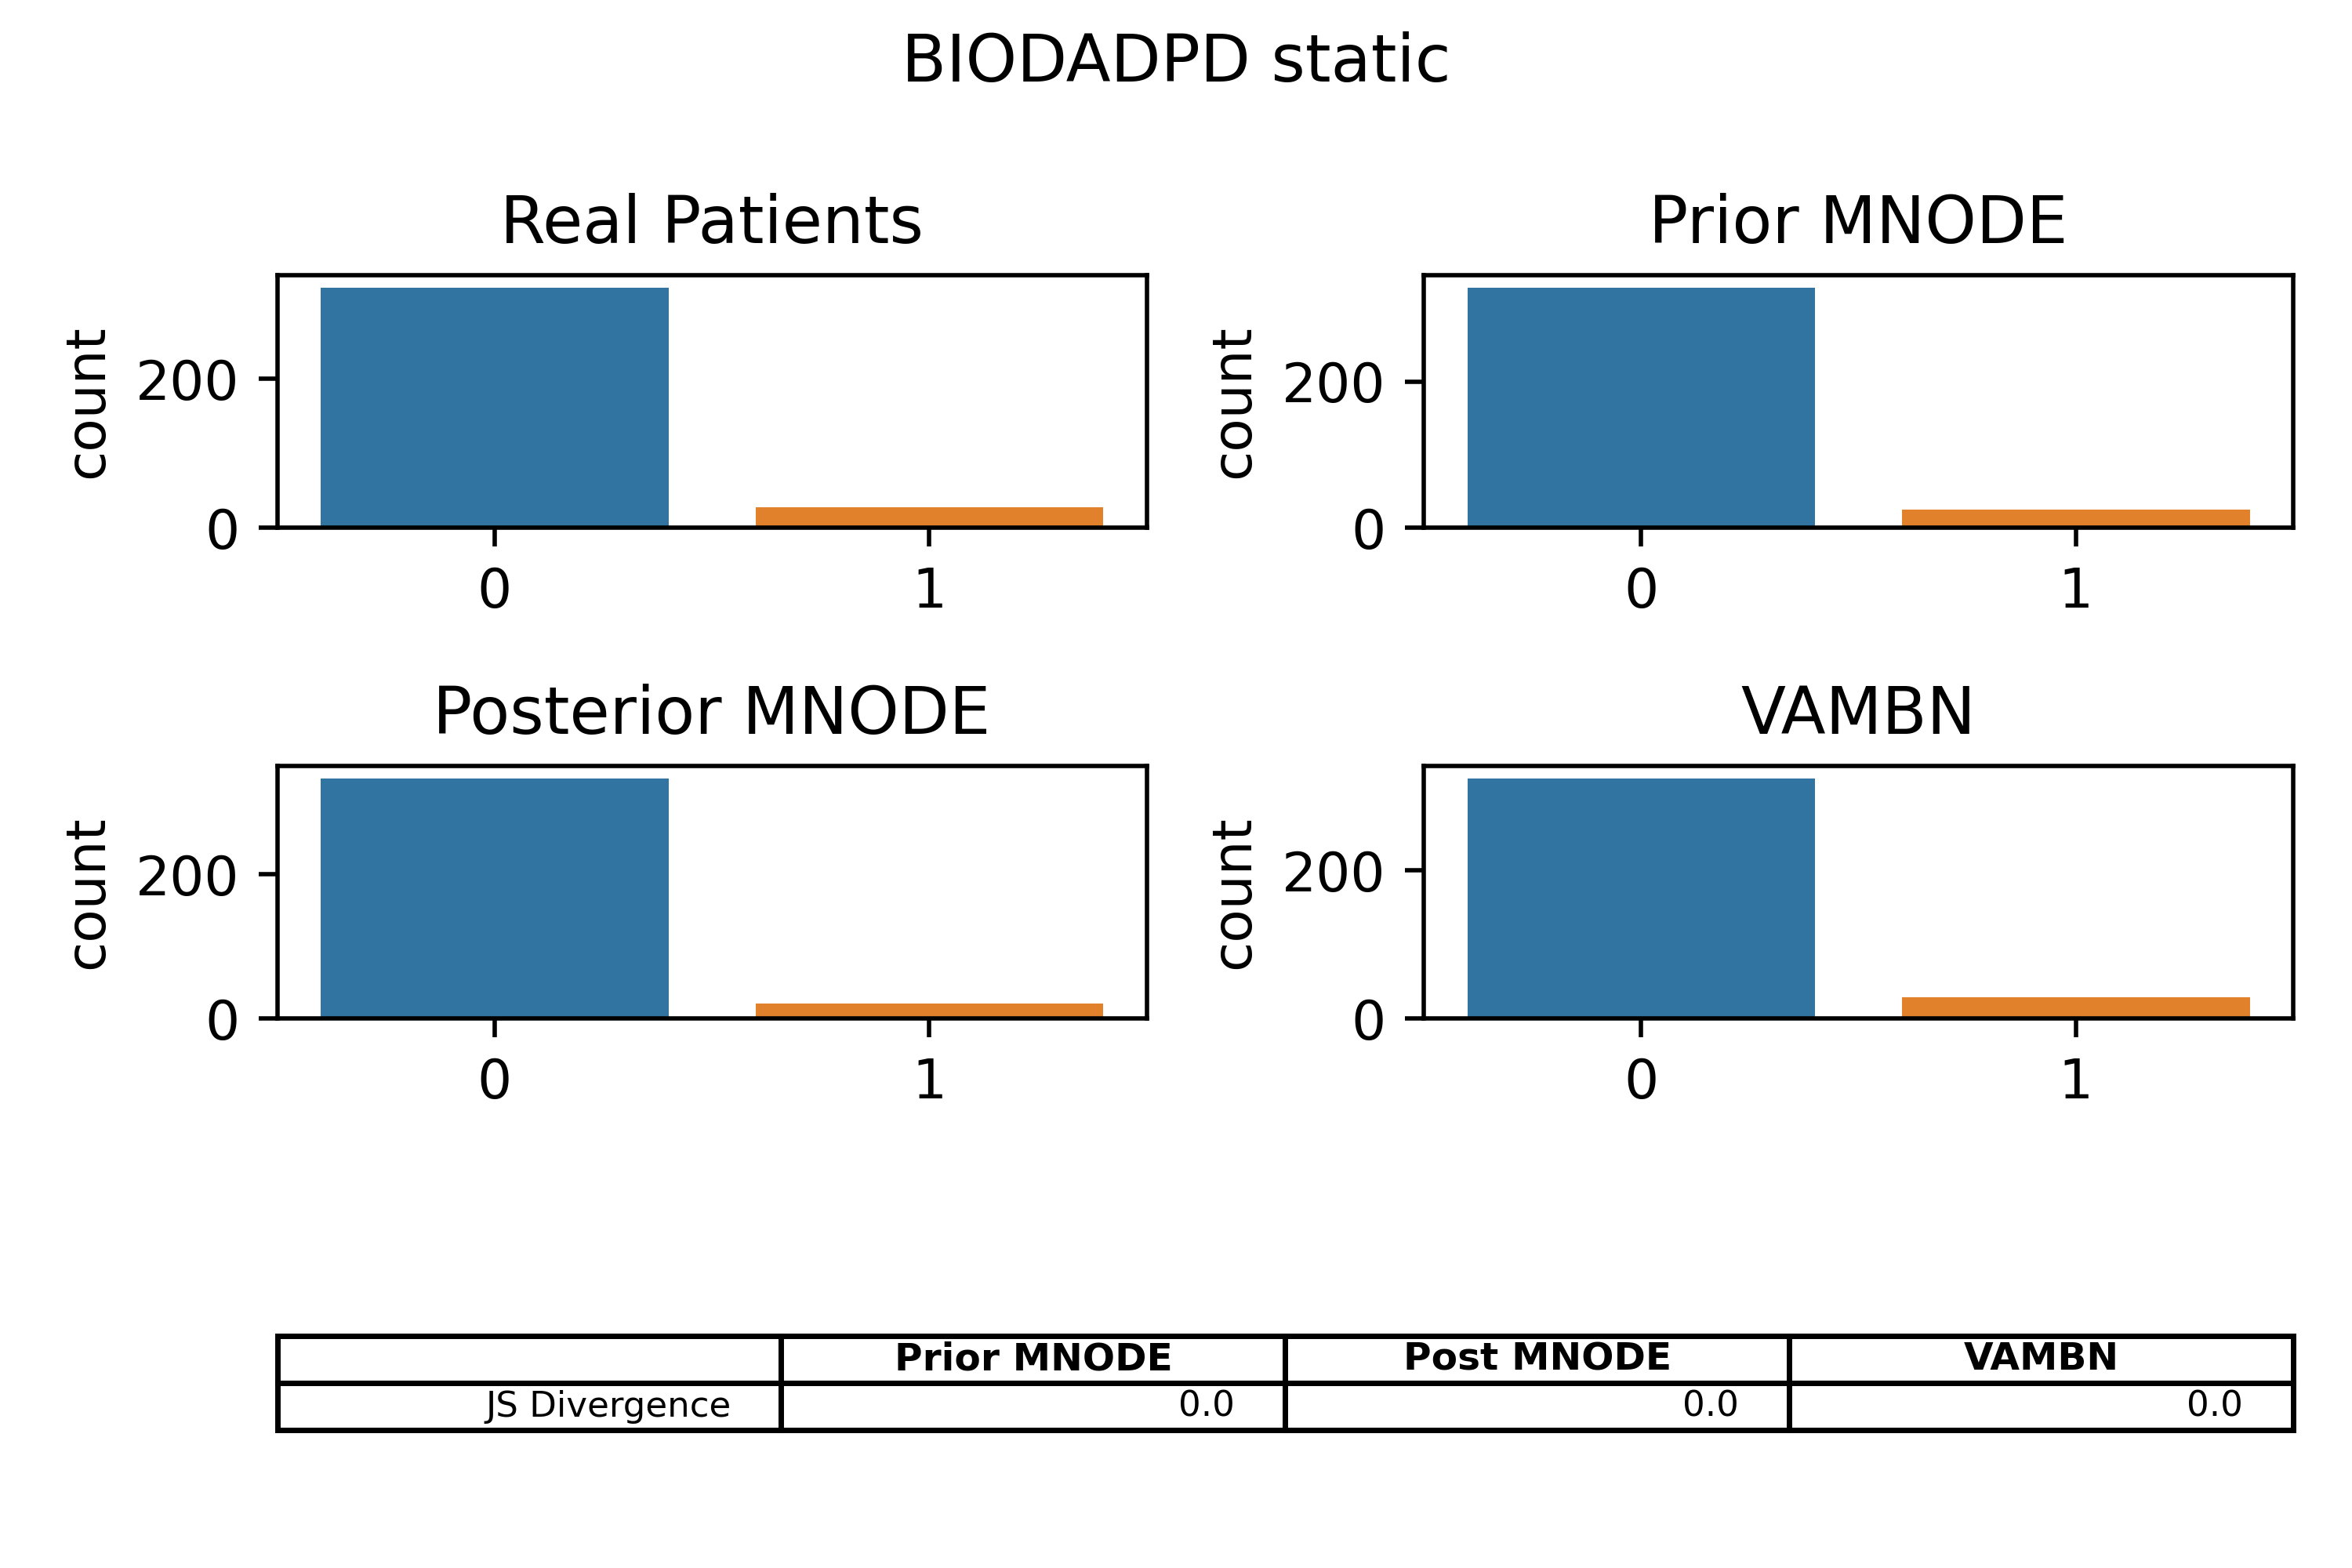 BIODADPD static
Real Patients
count
200
0
0 1
Prior MNODE
count
200
0
0 1
Posterior MNODE
count
200
0
0 1
VAMBN
count
200
0
0 1
Prior MNODE Post MNODE VAMBN
JS Divergence 0.0 0.0 0.0